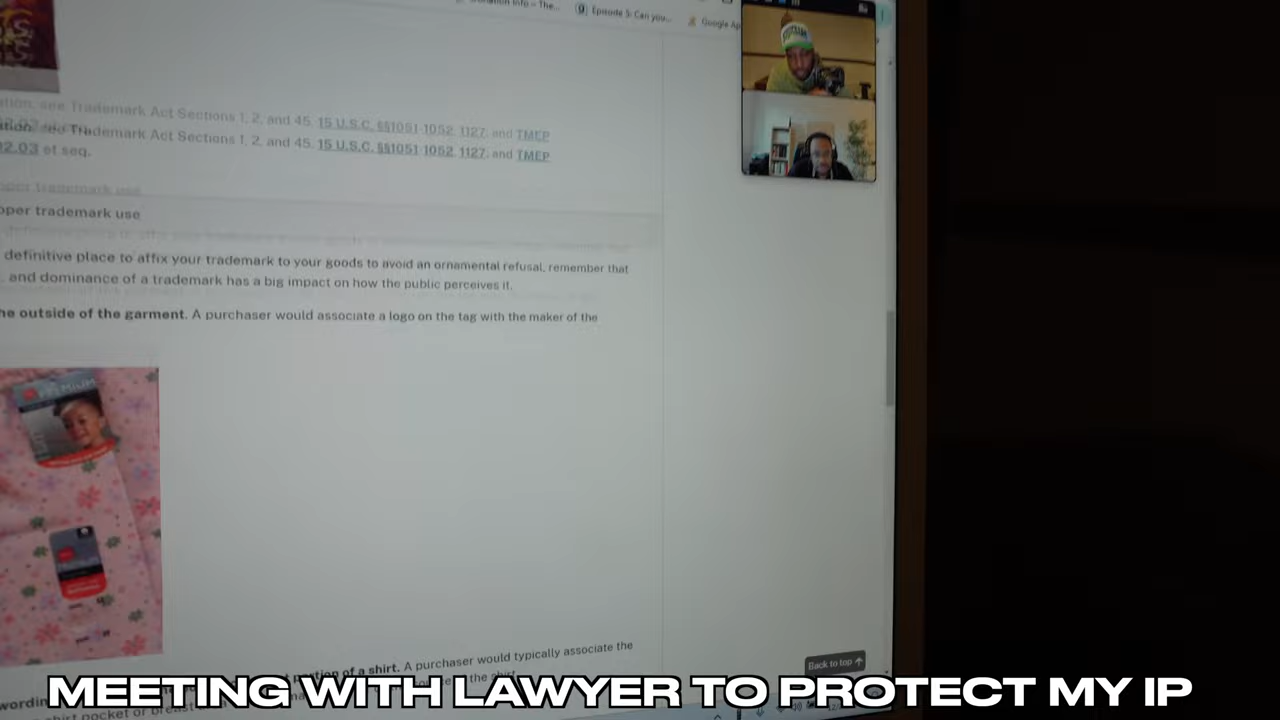 Episode 5: Can you...
Google Ap
ation, see Trademark Act Sections 1, 2, and 45, 15 U.S.C. §§1051-1052, 1127; and TMEP
ation, see Trademark Act Sections 1, 2, and 45, 15 U.S.C. §§1051-1052, 1127; and TMEP
2.03 et seq.
oper trademark use
oper trademark use
definitive place to affix your trademark to your goods to avoid an ornamental refusal, remember that
and dominance of a trademark has a big impact on how the public perceives it.
he outside of the garment. A purchaser would associate a logo on the tag with the maker of the
of a shirt. A purchaser would typically associate the
Back to top
MEETING WITH LAWYER TO PROTECT MY IP